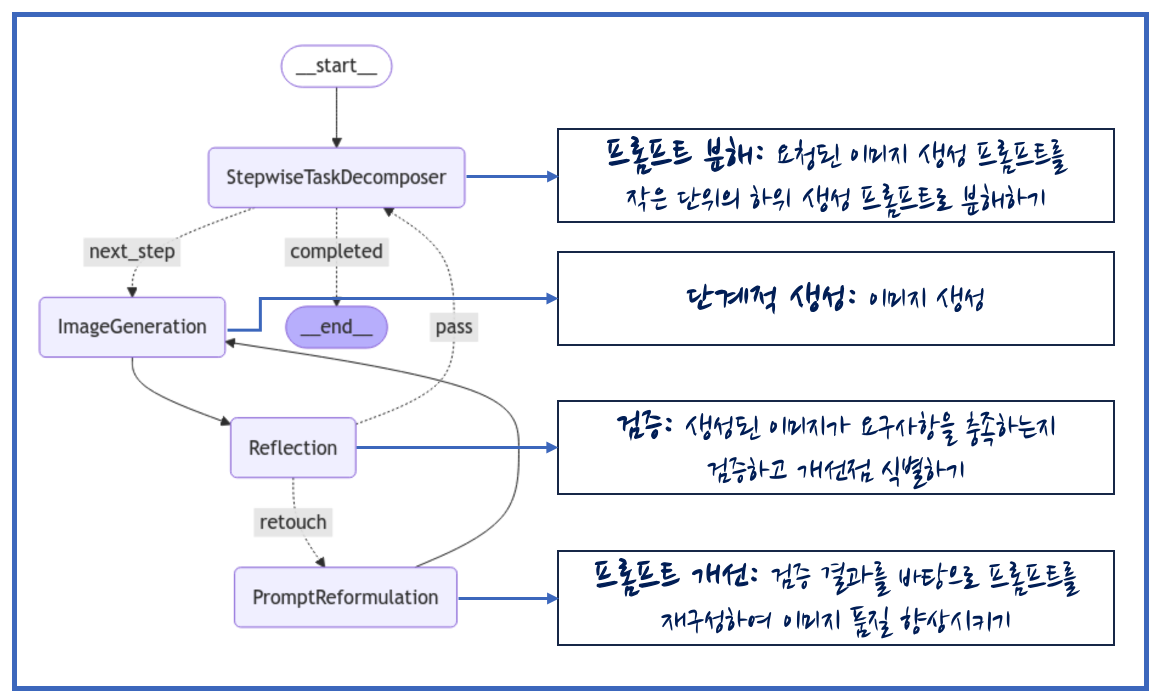 __start__
StepwiseTaskDecomposer
프롬프트 분해: 요청된 이미지 생성 프롬프트를
작은 단위의 하위 생성 프롬프트로 분해하기
next_step
completed
ImageGeneration
__end__
pass
단계적 생성: 이미지 생성
Reflection
검증: 생성된 이미지가 요구사항을 충족하는지
검증하고 개선점 식별하기
retouch
PromptReformulation
프롬프트 개선: 검증 결과를 바탕으로 프롬프트를
재구성하여 이미지 품질 향상시키기